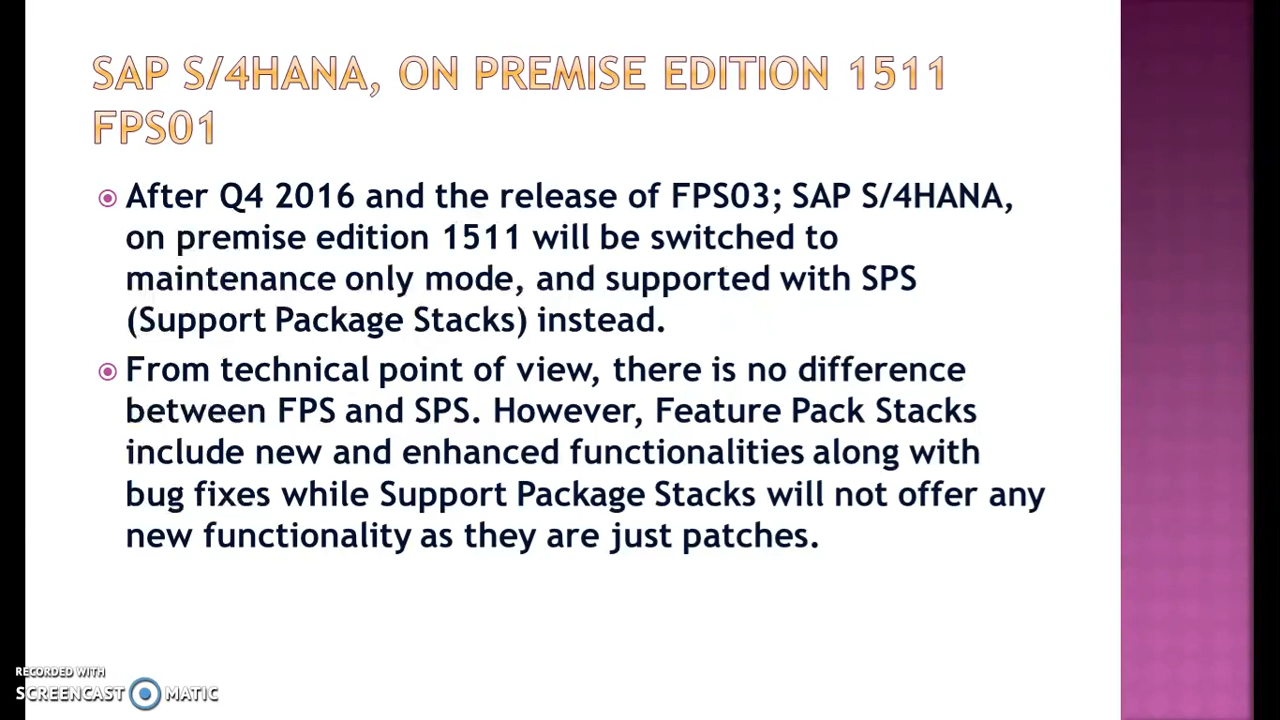 SAP S/4HANA, ON PREMISE EDITION 1511
FPS01
After Q4 2016 and the release of FPS03; SAP S/4HANA,
on premise edition 1511 will be switched to
maintenance only mode, and supported with SPS
(Support Package Stacks) instead.
From technical point of view, there is no difference
between FPS and SPS. However, Feature Pack Stacks
include new and enhanced functionalities along with
bug fixes while Support Package Stacks will not offer any
new functionality as they are just patches.
RECORDED WITH
SCREENCAST MATIC